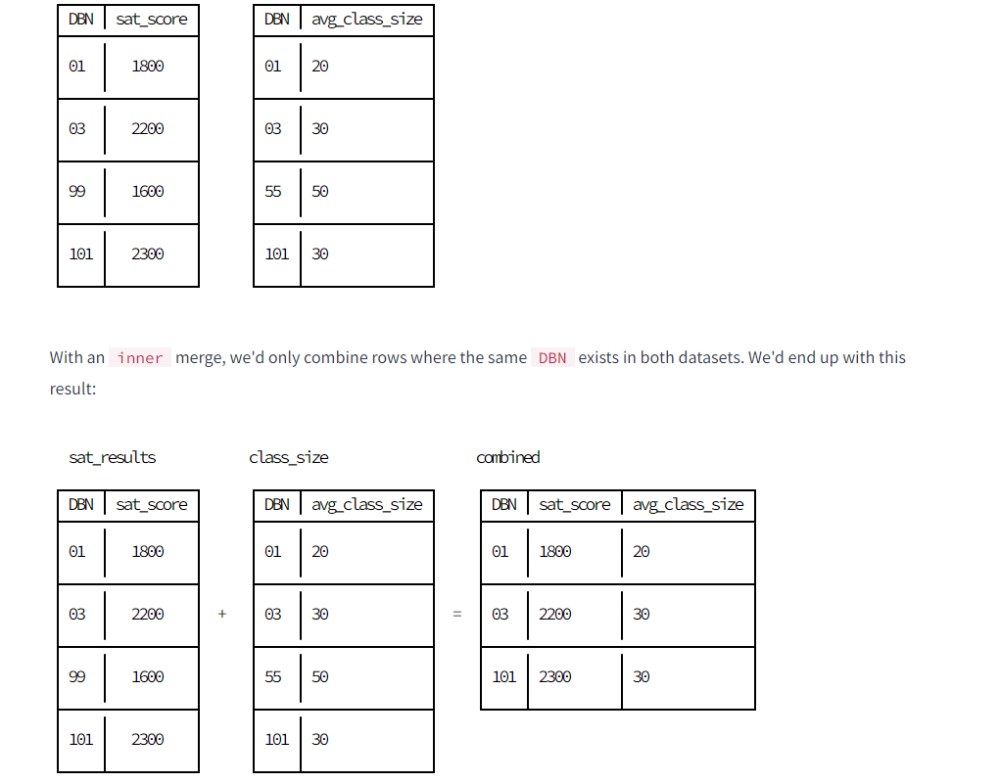 DBN sat_score DBN avg_class_size
01 1800 01 20
03 2200 03 30
99 1600 55 50
101 2300 101 30
With an inner merge, we'd only combine rows where the same DBN exists in both datasets. We'd end up with this
result:
sat_results class_size combined
DBN sat_score DBN avg_class_size DBN sat_score avg_class_size
01 1800 01 20 01 1800 20
03 2200 + 03 30 = 03 2200 30
99 1600 55 50 101 2300 30
101 2300 101 30